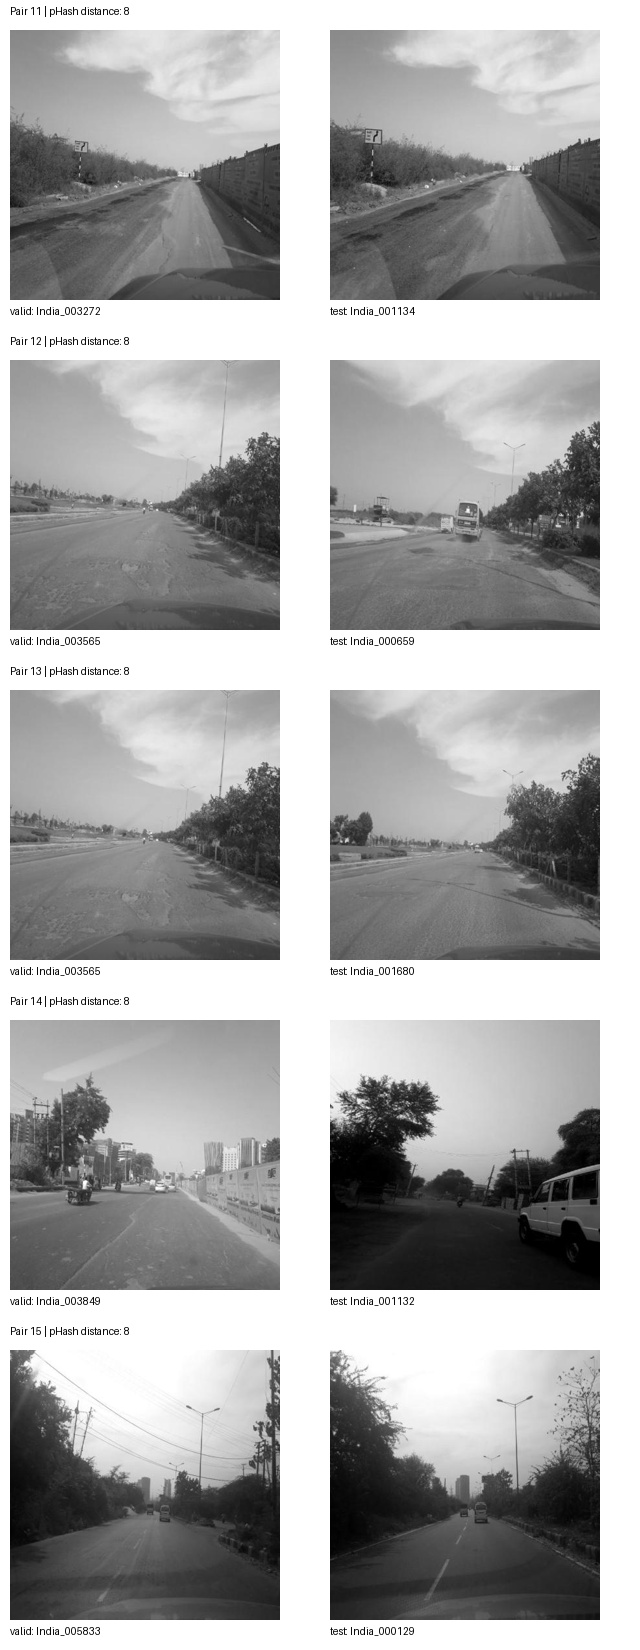 Pair 11 | pHash distance: 8
valid: India_003272
test: India_001134
Pair 12 | pHash distance: 8
valid: India_003565
test: India_000659
Pair 13 | pHash distance: 8
valid: India_003565
test: India_001680
Pair 14 | pHash distance: 8
valid: India_003849
test: India_001132
Pair 15 | pHash distance: 8
valid: India_005833
test: India_000129